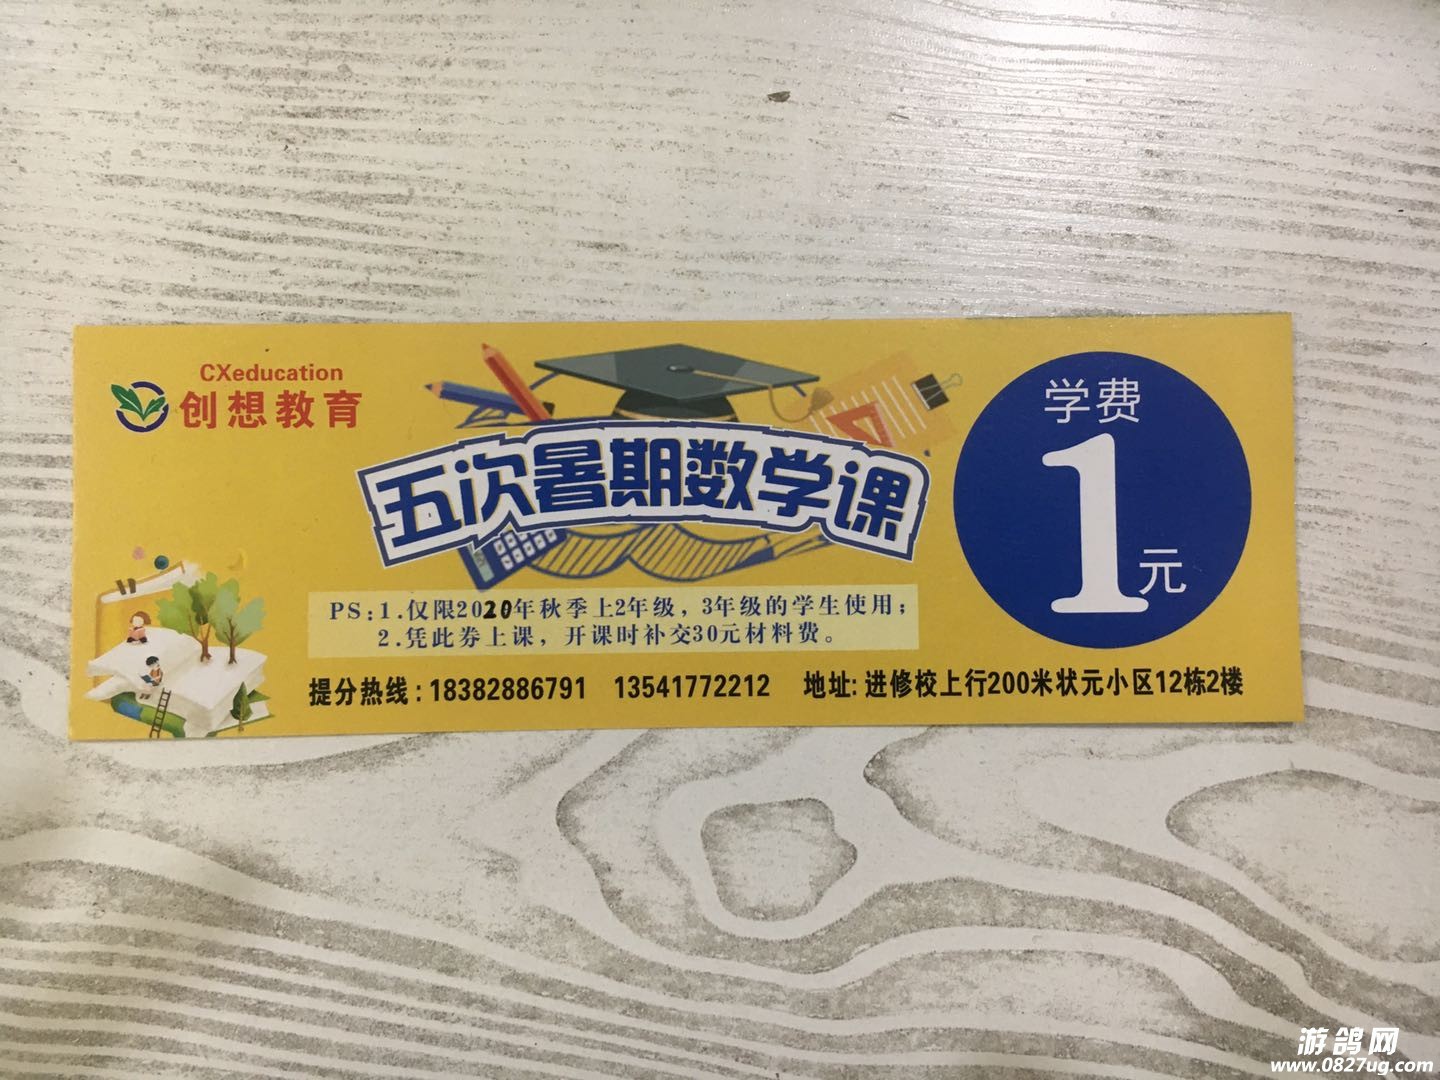 CXeducation
创想教育
五次暑期数学课
学费
1元
PS:1.仅限2020年秋季上2年级，3年级的学生使用；
2.凭此券上课，开课时补交30元材料费。
提分热线：18382886791 13541772212 地址：进修校上行200米状元小区12栋2楼
游鸽网
www.0827ug.com